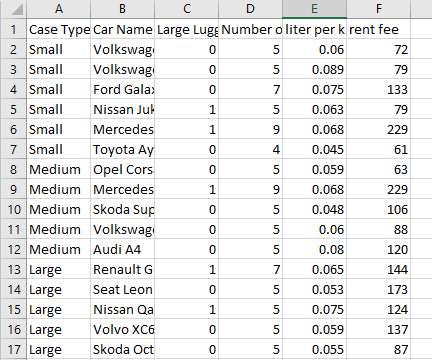 A B C D E F
1 Case Type Car Name Large Lugg Number o liter per k rent fee
2 Small Volkswage 0 5 0.06 72
3 Small Volkswage 0 5 0.089 79
4 Small Ford Galax 0 7 0.075 133
5 Small Nissan Juk 1 5 0.063 79
6 Small Mercedes 1 9 0.068 229
7 Small Toyota Ay 0 4 0.045 61
8 Medium Opel Cors 0 5 0.059 63
9 Medium Mercedes 1 9 0.068 229
10 Medium Skoda Sup 0 5 0.048 106
11 Medium Volkswage 0 5 0.06 88
12 Medium Audi A4 0 5 0.08 120
13 Large Renault G 1 7 0.065 144
14 Large Seat Leon 0 5 0.053 173
15 Large Nissan Qa 1 5 0.075 124
16 Large Volvo XC6 0 5 0.059 137
17 Large Skoda Oct 0 5 0.055 87